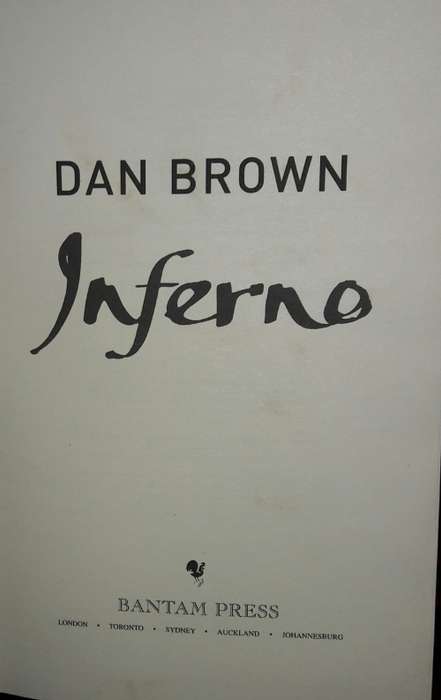 DAN BROWN
Inferno
BANTAM PRESS
LONDON • TORONTO • SYDNEY • AUCKLAND • JOHANNESBURG